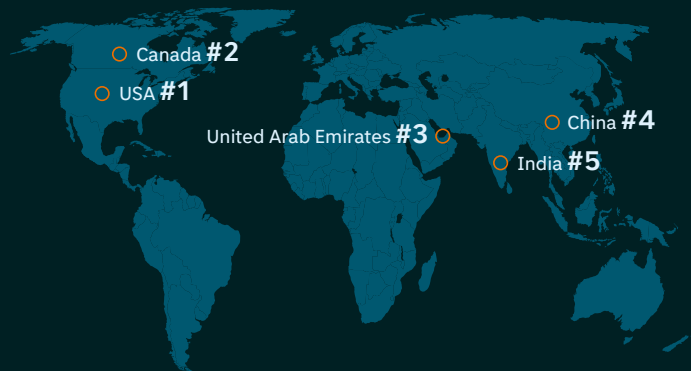 Canada #2
USA #1
United Arab Emirates #3
China #4
India #5